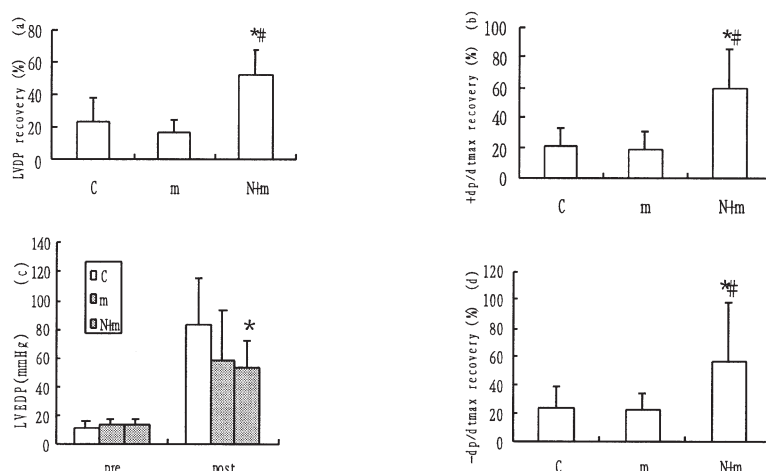 (a)
LVDP recovery (%)
80
60
40
20
0
*#
C m N+m
(b)
+dp/dtmax recovery (%)
100
80
60
40
20
0
*#
C m N+m
(c)
LVEDP(mmHg)
140
120
100
80
60
40
20
0
C
m
N+m
*
pre post
(d)
-dp/dtmax recovery (%)
120
100
80
60
40
20
0
*#
C m N+m